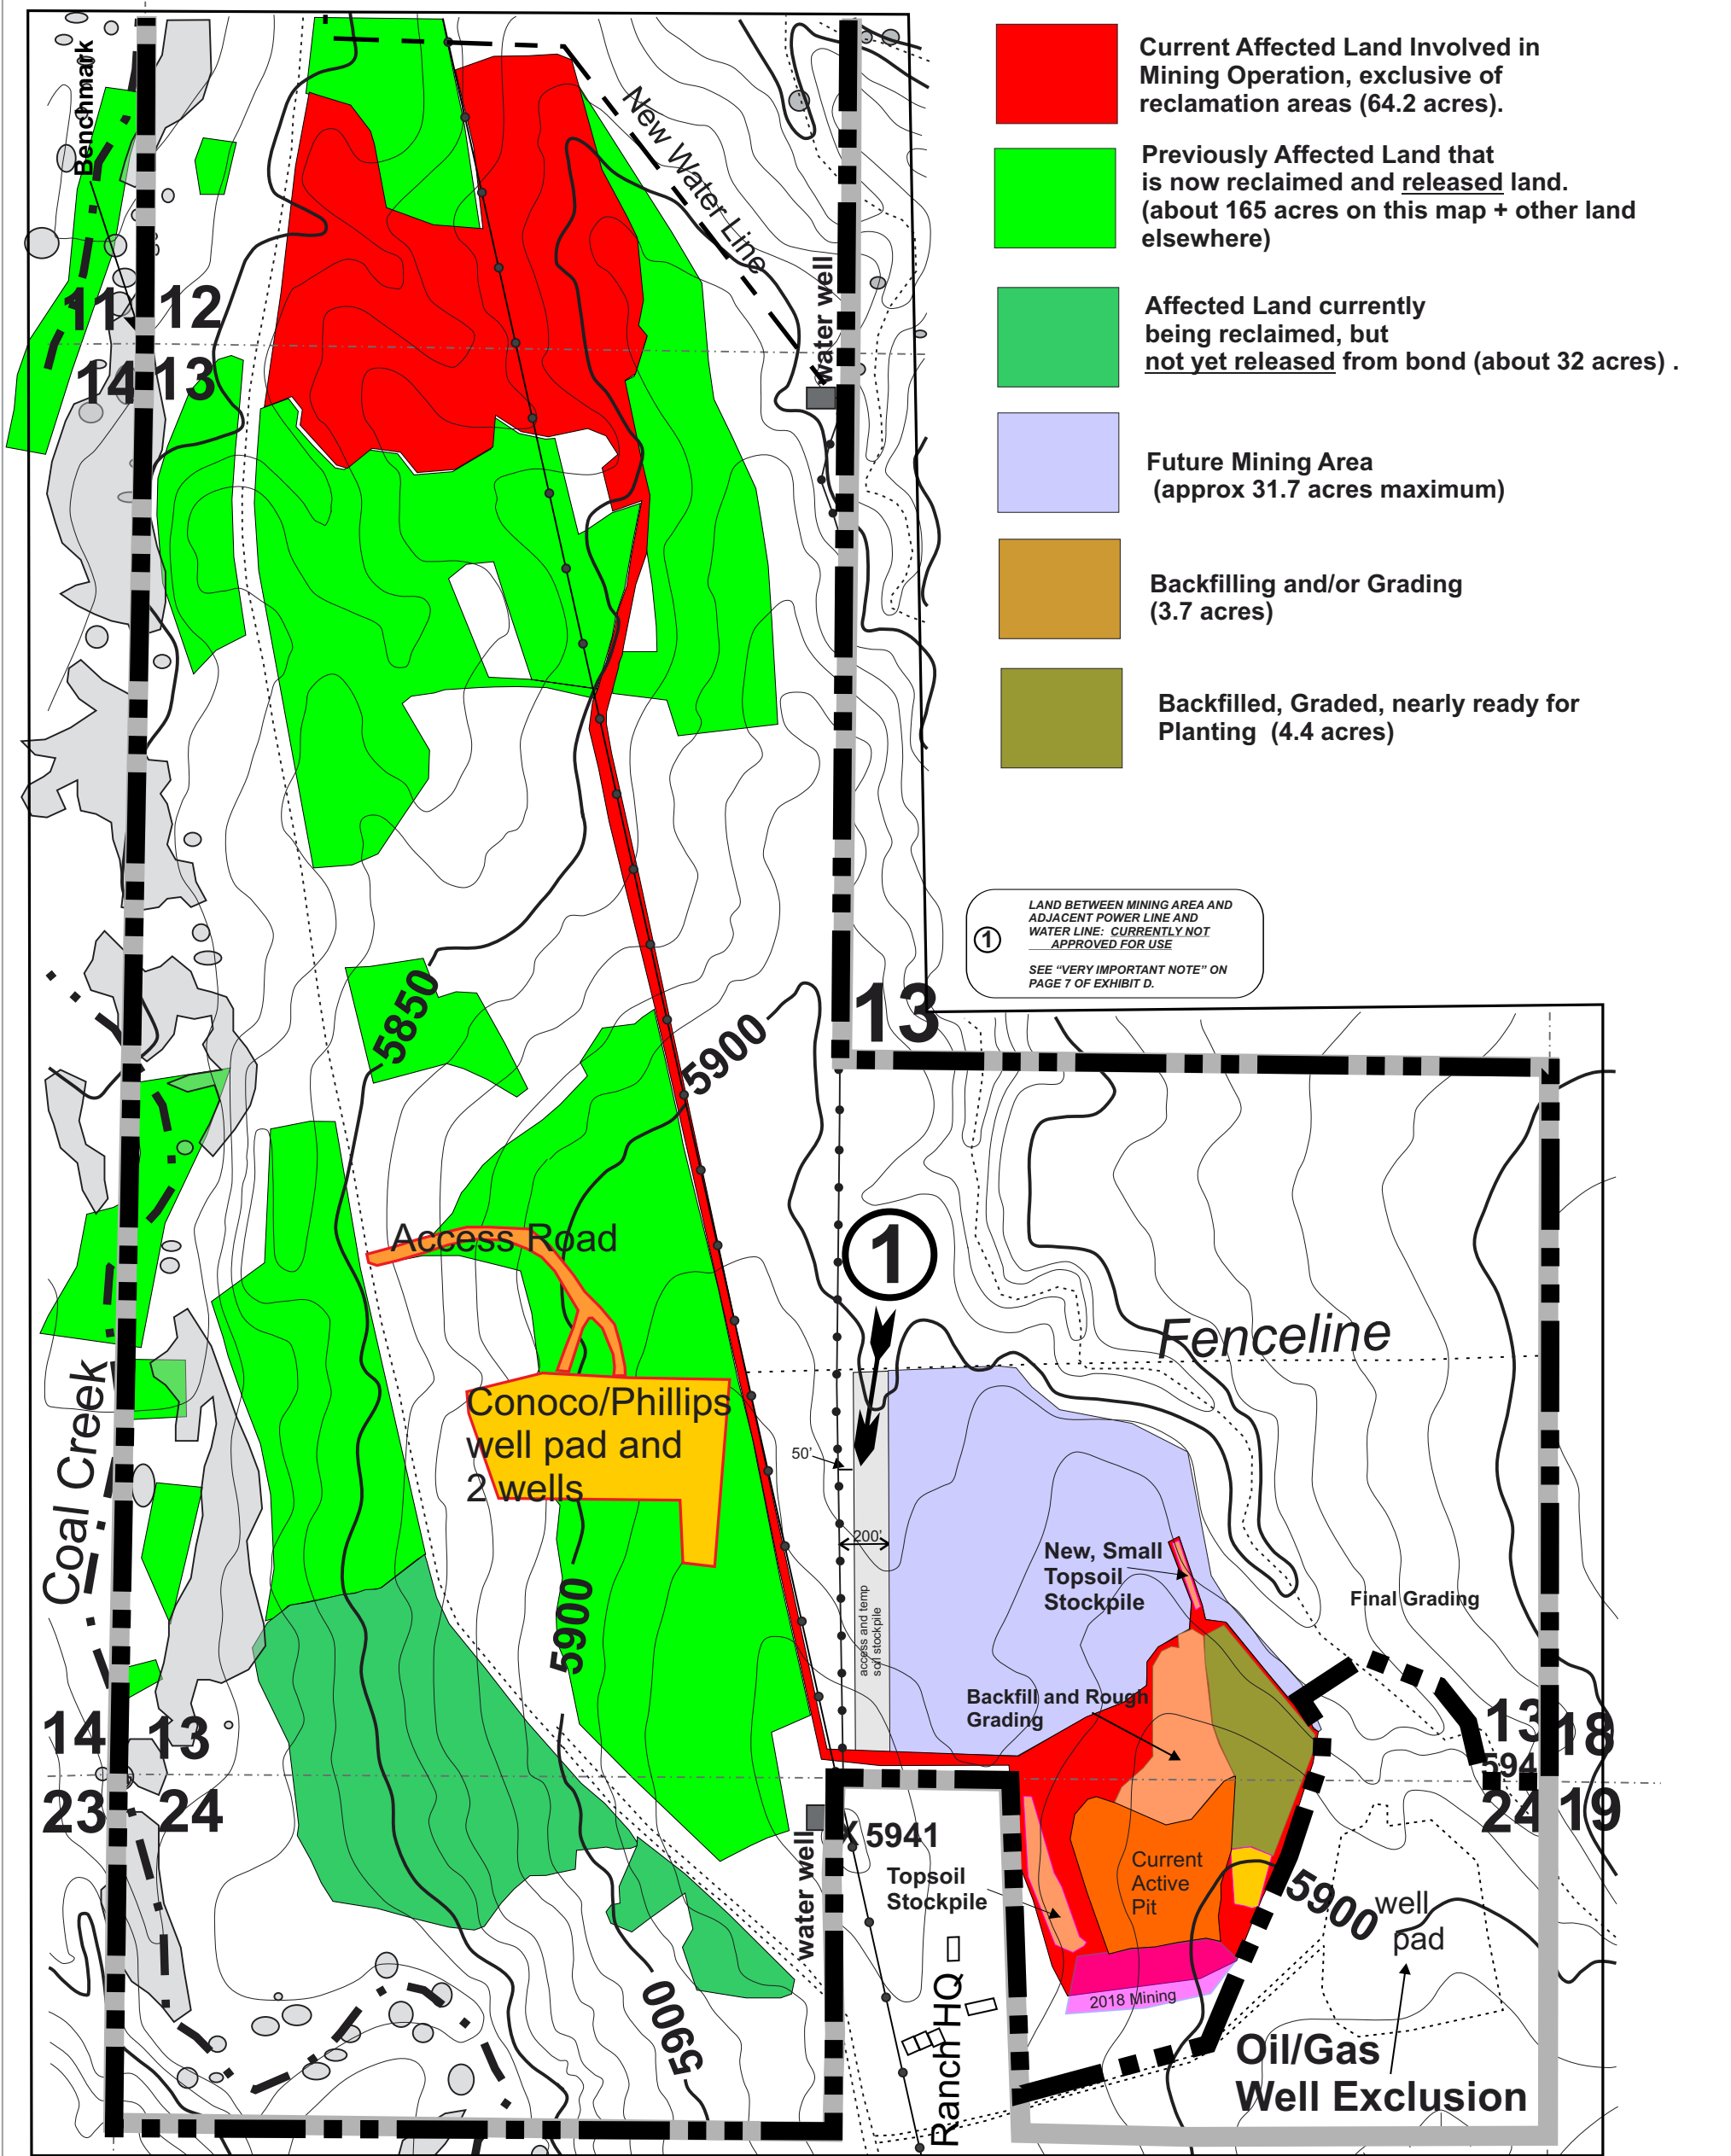 Current Affected Land Involved in
Mining Operation, exclusive of
reclamation areas (64.2 acres).
Previously Affected Land that
is now reclaimed and released land.
(about 165 acres on this map + other land
elsewhere)
Affected Land currently
being reclaimed, but
not yet released from bond (about 32 acres) .
Future Mining Area
(approx 31.7 acres maximum)
Backfilling and/or Grading
(3.7 acres)
Backfilled, Graded, nearly ready for
Planting (4.4 acres)
Benchmark
New Water Line
water well
11 12
14 13
1
LAND BETWEEN MINING AREA AND
ADJACENT POWER LINE AND
WATER LINE: CURRENTLY NOT
APPROVED FOR USE
SEE “VERY IMPORTANT NOTE” ON
PAGE 7 OF EXHIBIT D.
13
5850
5900
Access Road
1
Fenceline
Conoco/Phillips
well pad and
2 wells
Coal Creek
50'
200'
access and temp
soil stockpile
New, Small
Topsoil
Stockpile
Final Grading
5900
Backfill and Rough
Grading
14 13
23 24
13 18
594
24 19
X 5941
water well
Topsoil
Stockpile
Current
Active
Pit
5900
well
pad
2018 Mining
5900
Ranch HQ
Oil/Gas
Well Exclusion